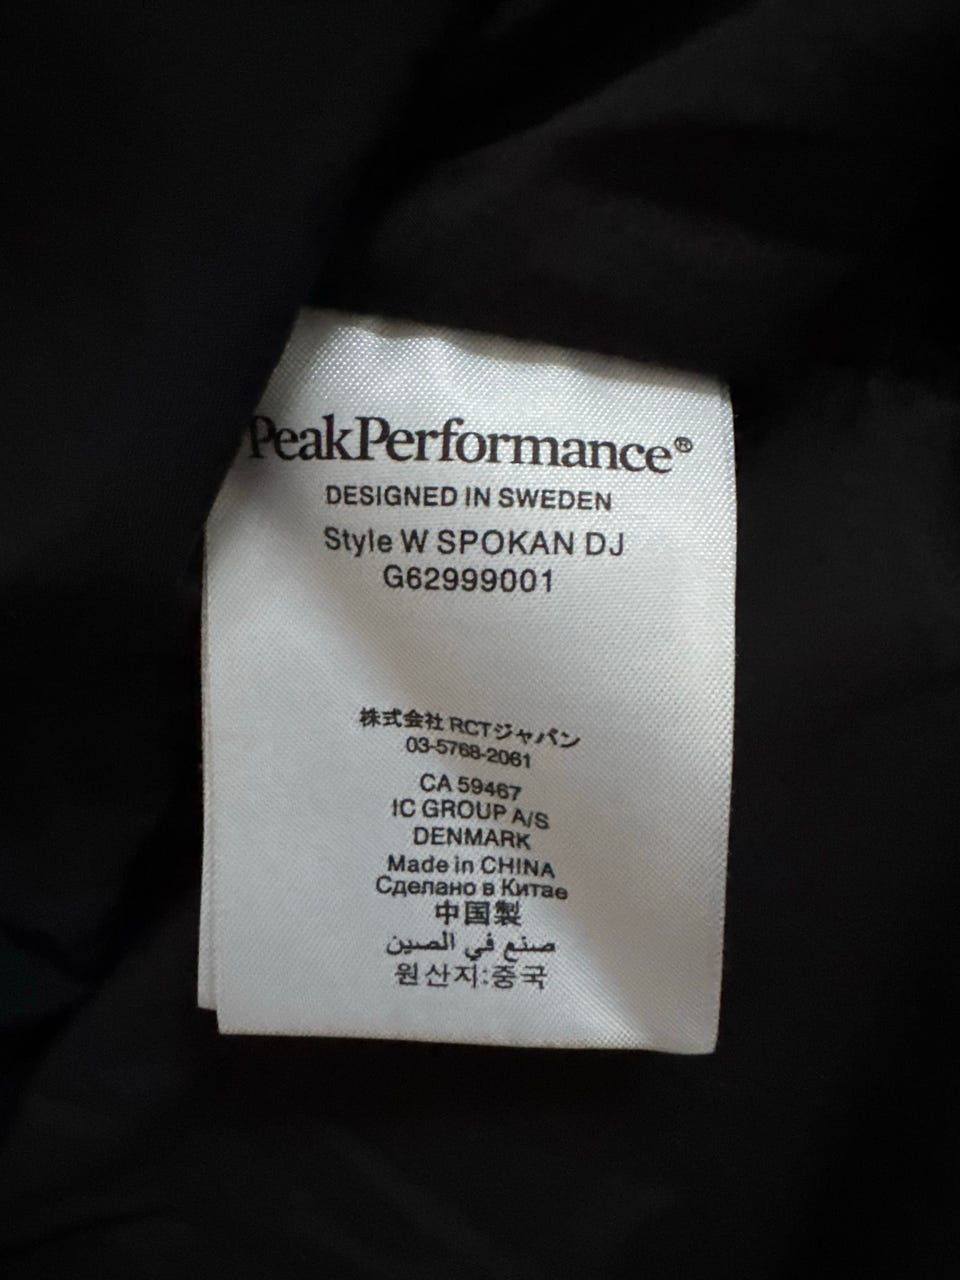 PeakPerformance®
DESIGNED IN SWEDEN
Style W SPOKAN DJ
G62999001
株式会社 RCTジャパン
03-5768-2061
CA 59467
IC GROUP A/S
DENMARK
Made in CHINA
Сделано в Китае
中国製
صنع في الصين
원산지:중국